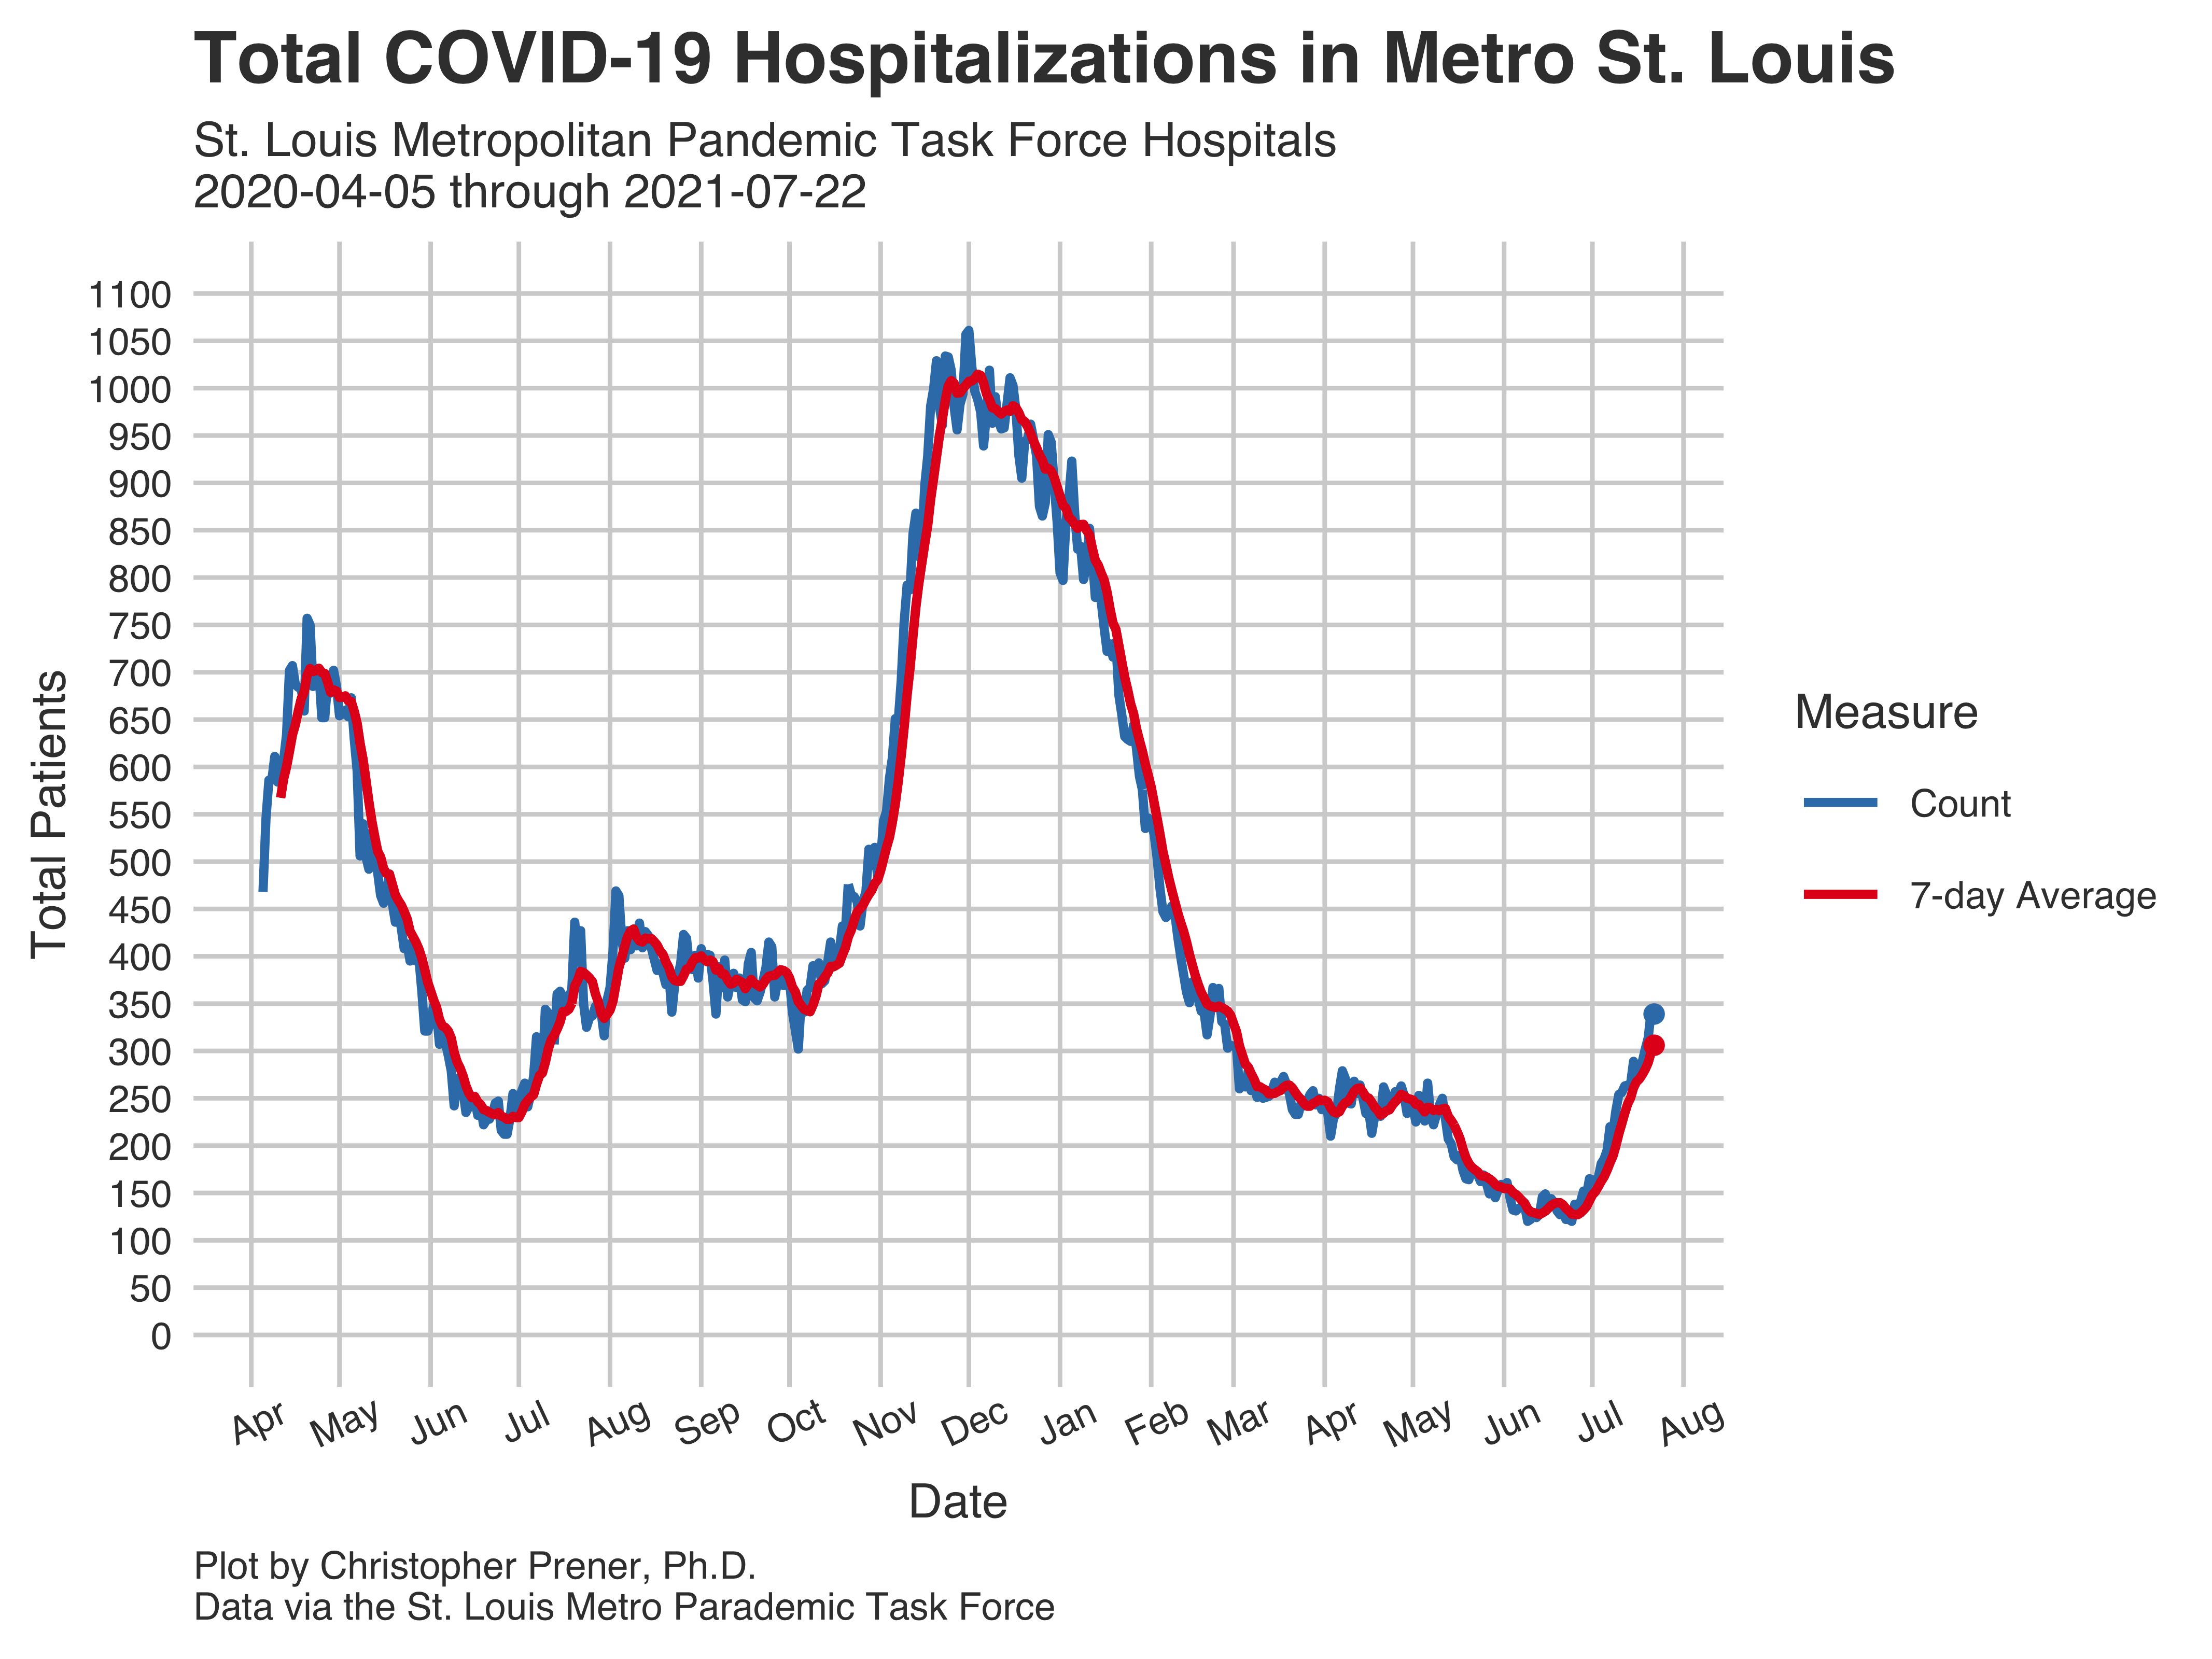 Total COVID-19 Hospitalizations in Metro St. Louis
St. Louis Metropolitan Pandemic Task Force Hospitals
2020-04-05 through 2021-07-22
Total Patients
1100
1050
1000
950
900
850
800
750
700
650
600
550
500
450
400
350
300
250
200
150
100
50
0
Apr May Jun Jul Aug Sep Oct Nov Dec Jan Feb Mar Apr May Jun Jul Aug
Date
Measure
Count
7-day Average
Plot by Christopher Prener, Ph.D.
Data via the St. Louis Metro Parademic Task Force